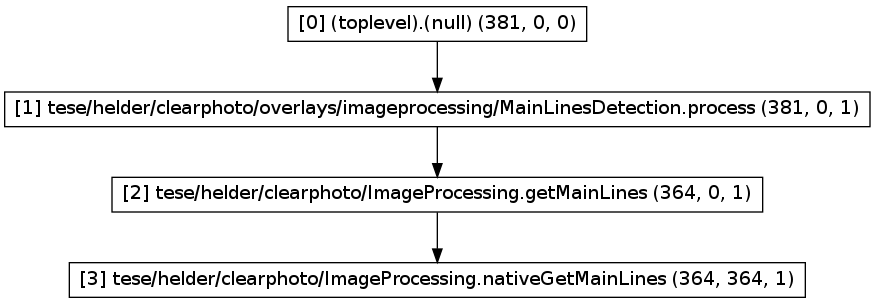 [0] (toplevel).(null) (381, 0, 0)
[1] tese/helder/clearphoto/overlays/imageprocessing/MainLinesDetection.process (381, 0, 1)
[2] tese/helder/clearphoto/ImageProcessing.getMainLines (364, 0, 1)
[3] tese/helder/clearphoto/ImageProcessing.nativeGetMainLines (364, 364, 1)